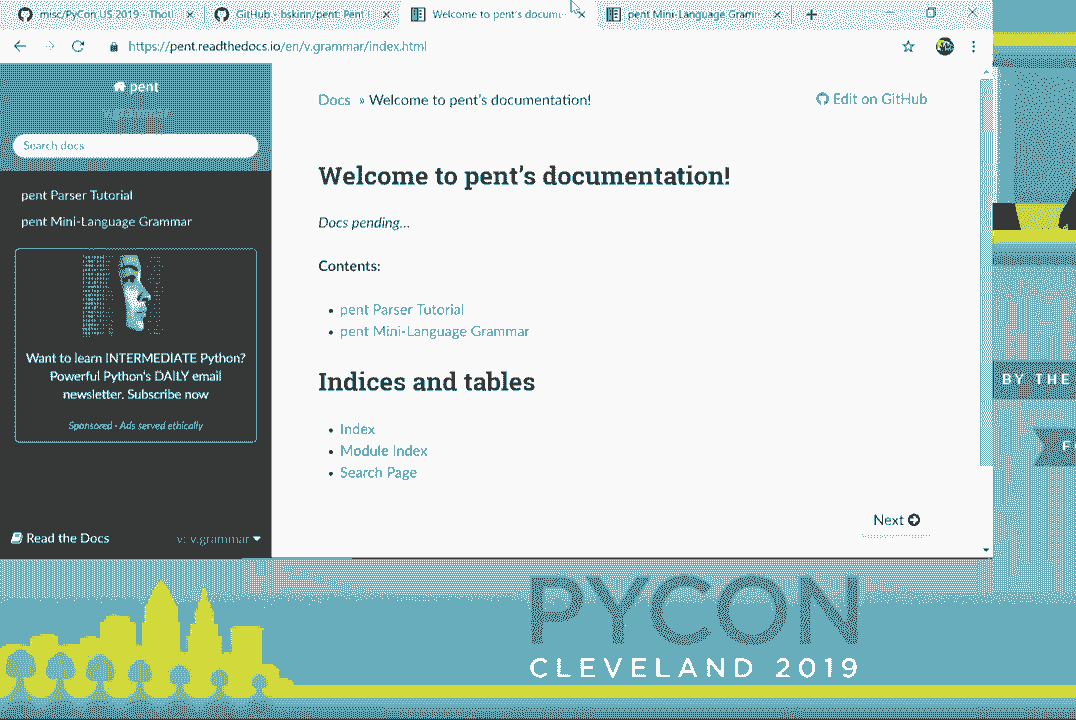 misc/PyCon US 2019 - Thoti
GitHub - bskinn/pent: Pent i
Welcome to pent's docum
pent Mini-Language Gramm
https://pent.readthedocs.io/en/v.grammar/index.html
pent
v.grammar
Search docs
pent Parser Tutorial
pent Mini-Language Grammar
Want to learn INTERMEDIATE Python?
Powerful Python's DAILY email
newsletter. Subscribe now
Sponsored · Ads served ethically
Read the Docs
v: v.grammar
Docs » Welcome to pent's documentation!
Edit on GitHub
Welcome to pent's documentation!
Docs pending...
Contents:
• pent Parser Tutorial
• pent Mini-Language Grammar
Indices and tables
• Index
• Module Index
• Search Page
Next
BY THE
F
PYCON
CLEVELAND 2019